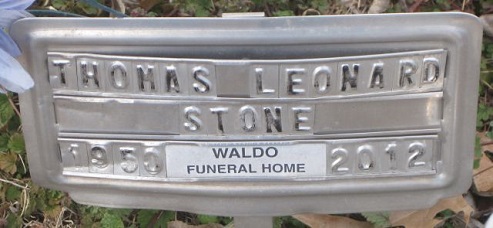 THOMAS LEONARD
STONE
1950 WALDO FUNERAL HOME 2012